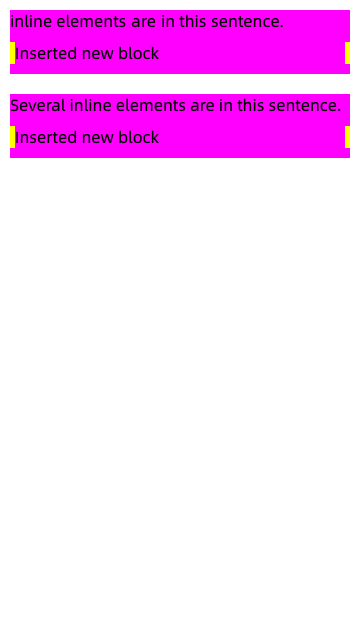 inline elements are in this sentence.
Inserted new block
Several inline elements are in this sentence.
Inserted new block